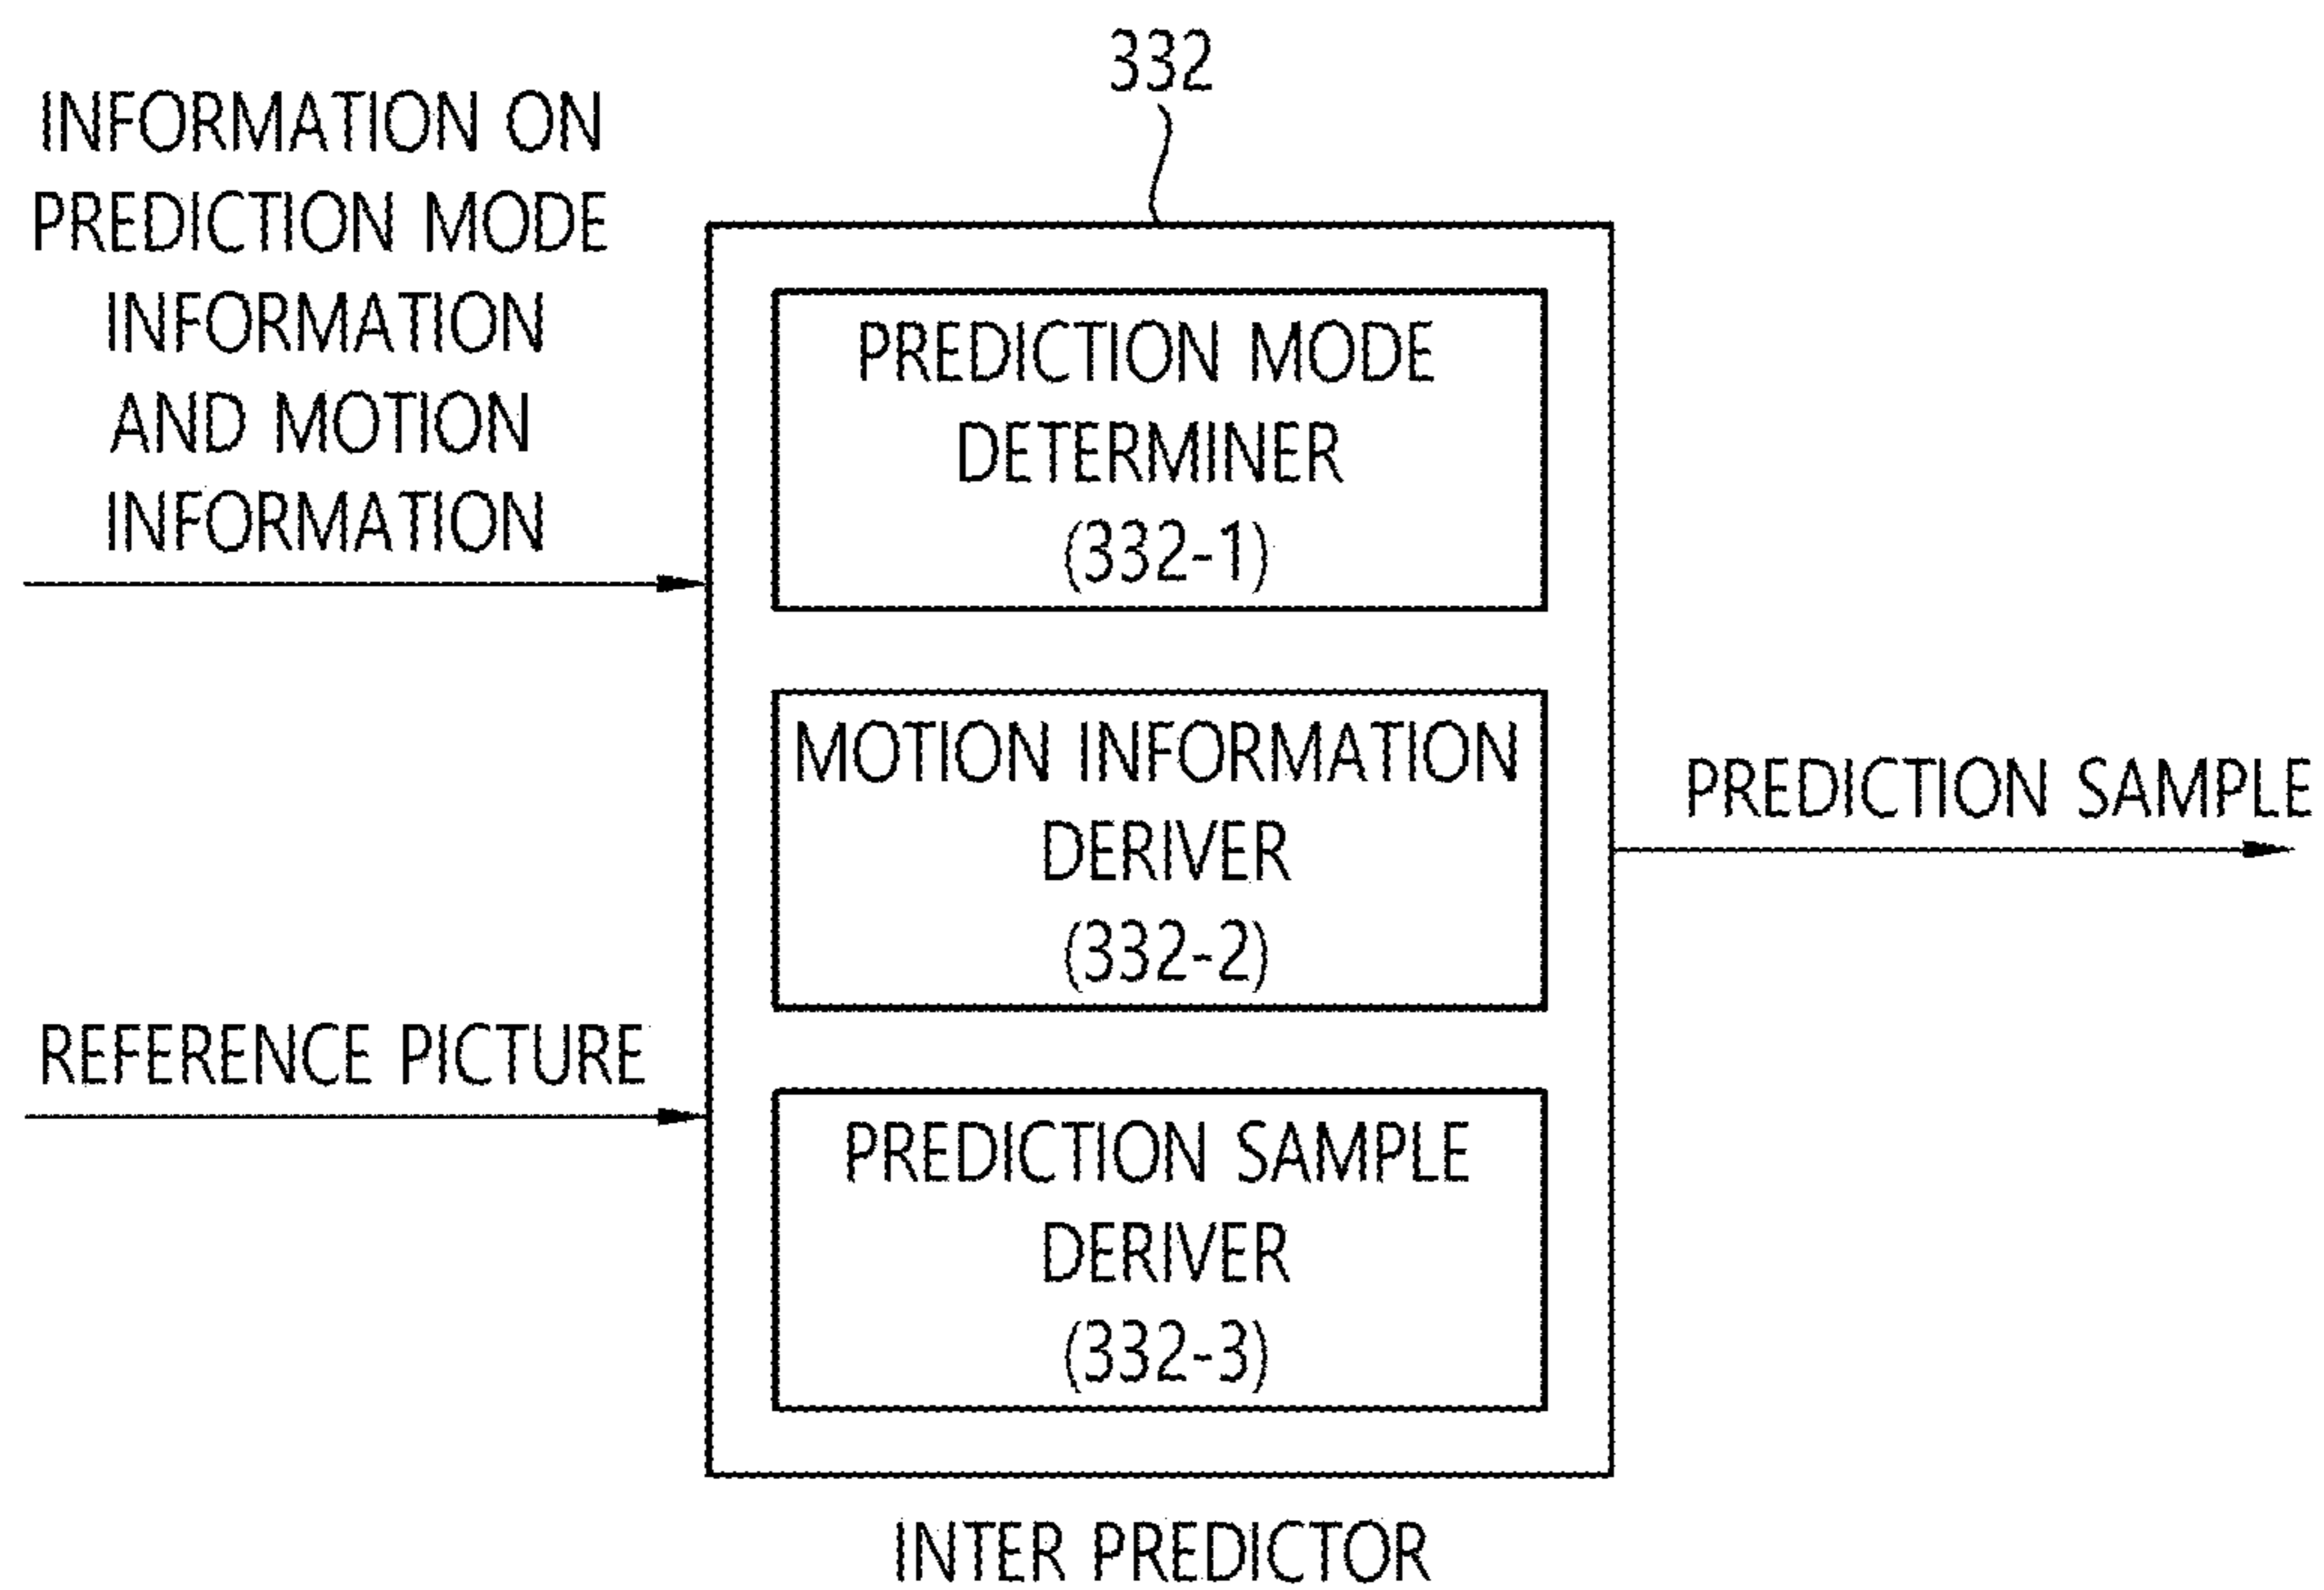 332
INFORMATION ON
PREDICTION MODE
INFORMATION
AND MOTION
INFORMATION
REFERENCE PICTURE
PREDICTION MODE
DETERMINER
(332-1)
MOTION INFORMATION
DERIVER
(332-2)
PREDICTION SAMPLE
DERIVER
(332-3)
PREDICTION SAMPLE
INTER PREDICTOR